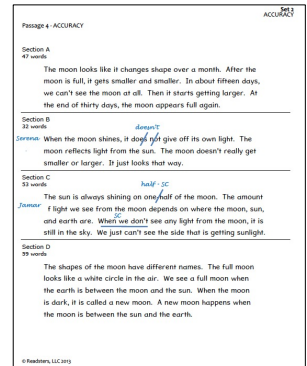 Set 2
ACCURACY
Passage 4 - ACCURACY
Section A
47 words
The moon looks like it changes shape over a month. After the
moon is full, it gets smaller and smaller. In about fifteen days,
we can't see the moon at all. Then it starts getting larger. At
the end of thirty days, the moon appears full again.
Section B
32 words
doesn't
Serena When the moon shines, it does not give off its own light. The
moon reflects light from the sun. The moon doesn't really get
smaller or larger. It just looks that way.
Section C
53 words
half - SC
The sun is always shining on one half of the moon. The amount
Jamar f light we see from the moon depends on where the moon, sun,
SC
and earth are. When we don't see any light from the moon, it is
still in the sky. We just can't see the side that is getting sunlight.
Section D
59 words
The shapes of the moon have different names. The full moon
looks like a white circle in the air. We see a full moon when
the earth is between the moon and the sun. When the moon
is dark, it is called a new moon. A new moon happens when
the moon is between the sun and the earth.
© Readsters, LLC 2013